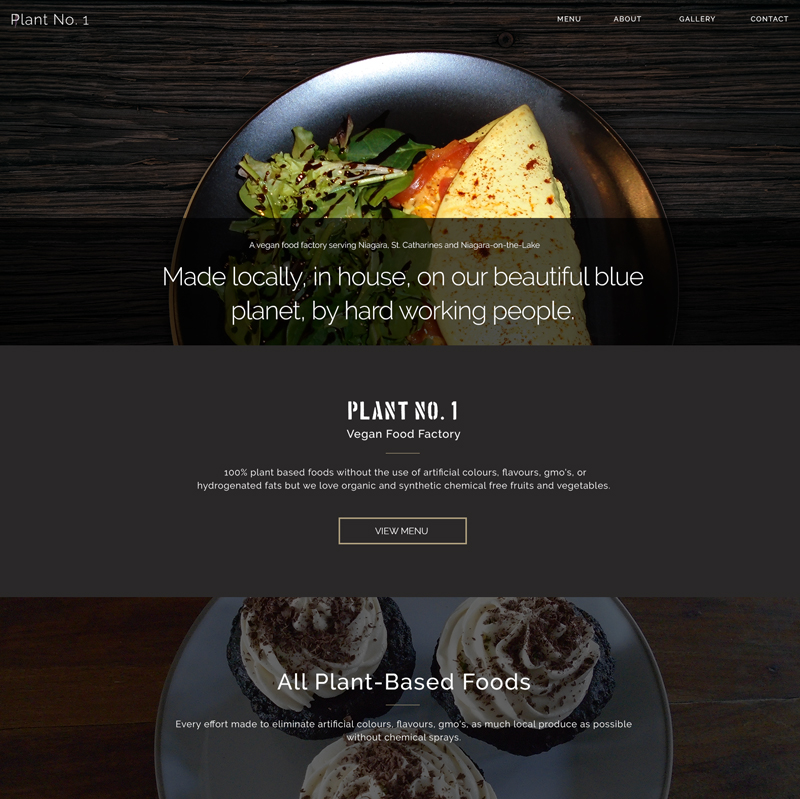 Plant No. 1
MENU ABOUT GALLERY CONTACT
A vegan food factory serving Niagara, St. Catharines and Niagara-on-the-Lake
Made locally, in house, on our beautiful blue
planet, by hard working people.
PLANT NO. 1
Vegan Food Factory
100% plant based foods without the use of artificial colours, flavours, gmo's, or
hydrogenated fats but we love organic and synthetic chemical free fruits and vegetables.
VIEW MENU
All Plant-Based Foods
Every effort made to eliminate artificial colours, flavours, gmo's, as much local produce as possible
without chemical sprays.